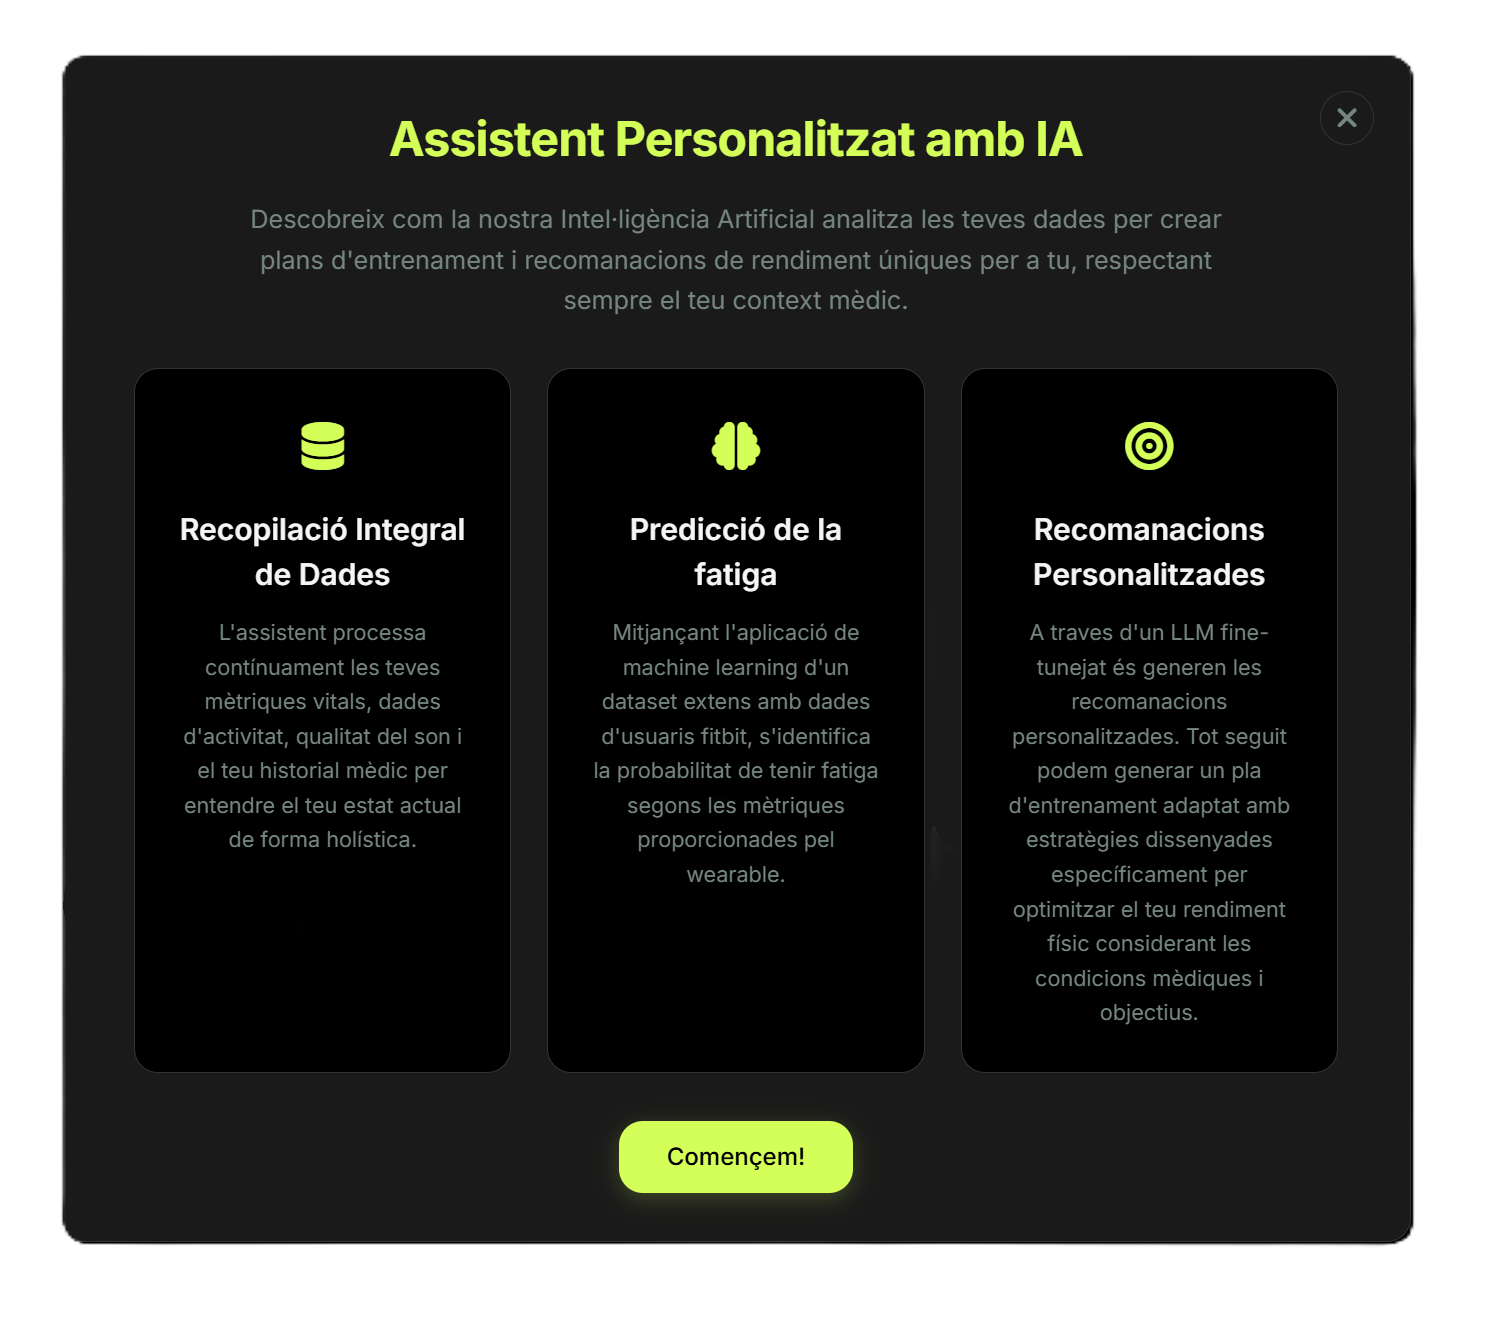 Assistent Personalitzat amb IA
Descobreix com la nostra Intel·ligència Artificial analitza les teves dades per crear
plans d'entrenament i recomanacions de rendiment úniques per a tu, respectant
sempre el teu context mèdic.
Recopilació Integral
de Dades
L'assistent processa
contínuament les teves
mètriques vitals, dades
d'activitat, qualitat del son i
el teu historial mèdic per
entendre el teu estat actual
de forma holística.
Predicció de la
fatiga
Mitjançant l'aplicació de
machine learning d'un
dataset extens amb dades
d'usuaris fitbit, s'identifica
la probabilitat de tenir fatiga
segons les mètriques
proporcionades pel
wearable.
Recomanacions
Personalitzades
A traves d'un LLM fine-
tunejat és generen les
recomanacions
personalitzades. Tot seguit
podem generar un pla
d'entrenament adaptat amb
estratègies dissenyades
específicament per
optimitzar el teu rendiment
físic considerant les
condicions mèdiques i
objectius.
Començem!